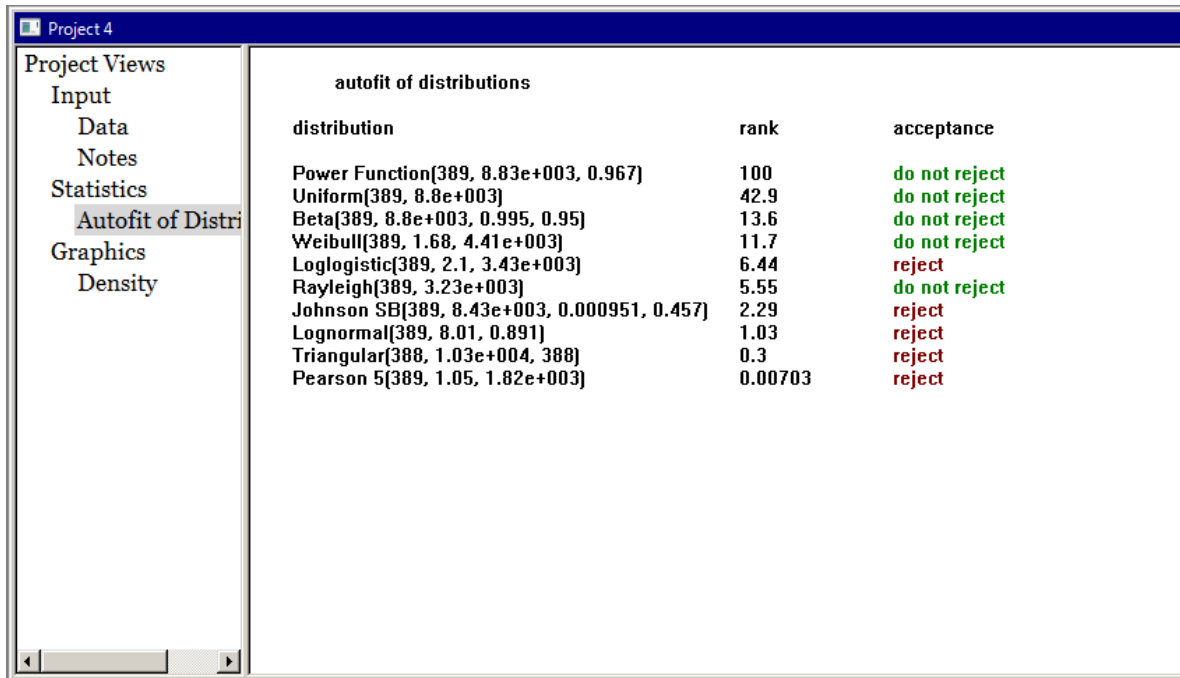 Project 4
Project Views
Input
Data
Notes
Statistics
Autofit of Distri
Graphics
Density
autofit of distributions
distribution rank acceptance
Power Function(389, 8.83e+003, 0.967) 100 do not reject
Uniform(389, 8.8e+003) 42.9 do not reject
Beta(389, 8.8e+003, 0.995, 0.95) 13.6 do not reject
Weibull(389, 1.68, 4.41e+003) 11.7 do not reject
Loglogistic(389, 2.1, 3.43e+003) 6.44 reject
Rayleigh(389, 3.23e+003) 5.55 do not reject
Johnson SB(389, 8.43e+003, 0.000951, 0.457) 2.29 reject
Lognormal(389, 8.01, 0.891) 1.03 reject
Triangular(388, 1.03e+004, 388) 0.3 reject
Pearson 5(389, 1.05, 1.82e+003) 0.00703 reject